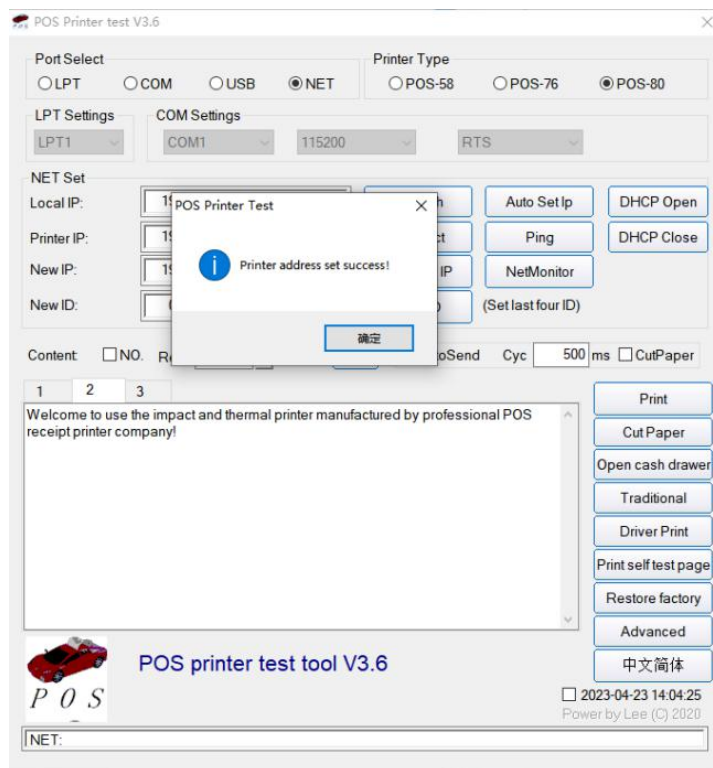 POS Printer test V3.6
Port Select
LPT COM USB NET
Printer Type
POS-58 POS-76 POS-80
LPT Settings
LPT1
COM Settings
COM1 115200 RTS
NET Set
Local IP:
Auto Set Ip DHCP Open
Printer IP:
Ping DHCP Close
New IP:
IP NetMonitor
New ID:
(Set last four ID)
POS Printer Test
Printer address set success!
确定
Content: NO. Cyc 500 ms CutPaper
1 2 3
Welcome to use the impact and thermal printer manufactured by professional POS
receipt printer company!
Print
Cut Paper
Open cash drawer
Traditional
Driver Print
Print self test page
Restore factory
Advanced
中文简体
POS
POS printer test tool V3.6
2023-04-23 14:04:25
Power by Lee (C) 2020
NET: